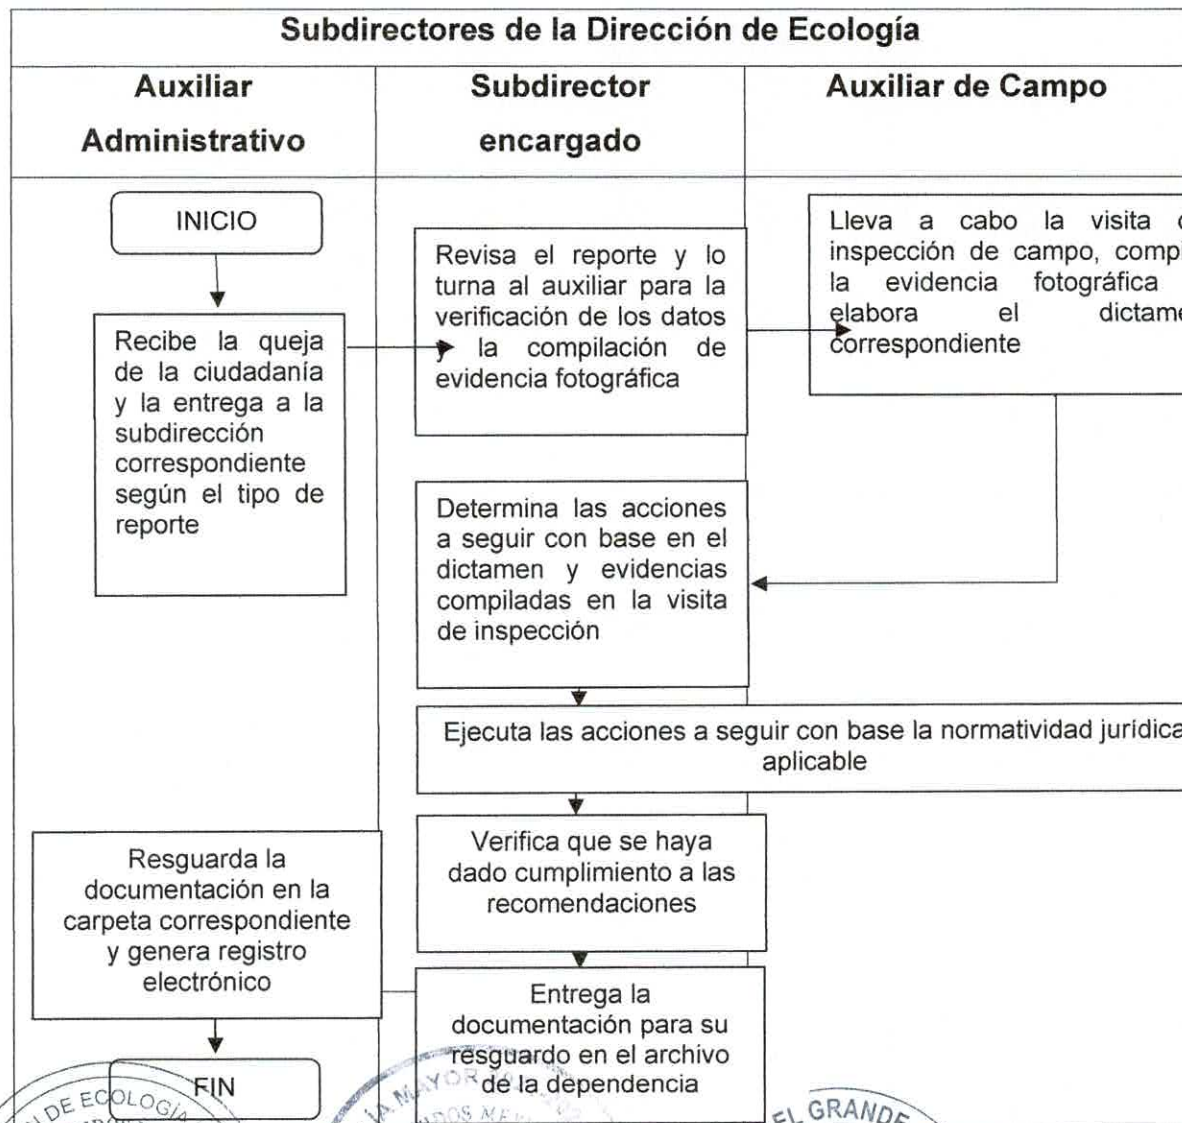 Subdirectores de la Dirección de Ecología
Auxiliar
Administrativo
Subdirector
encargado
Auxiliar de Campo
INICIO
Recibe la queja
de la ciudadanía
y la entrega a la
subdirección
correspondiente
según el tipo de
reporte
Revisa el reporte y lo
turna al auxiliar para la
verificación de los datos
y la compilación de
evidencia fotográfica
Lleva a cabo la visita
inspección de campo,
la evidencia fotográfica
elabora el
correspondiente
Determina las acciones
a seguir con base en el
dictamen y evidencias
compiladas en la visita
de inspección
Ejecuta las acciones a seguir con base la normatividad jurídica
aplicable
Verifica que se haya
dado cumplimiento a las
recomendaciones
Entrega la
documentación para su
resguardo en el archivo
de la dependencia
Resguarda la
documentación en la
carpeta correspondiente
y genera registro
electrónico
FIN
DE ECOLOGÍA
MAYOR
EL GRANDE